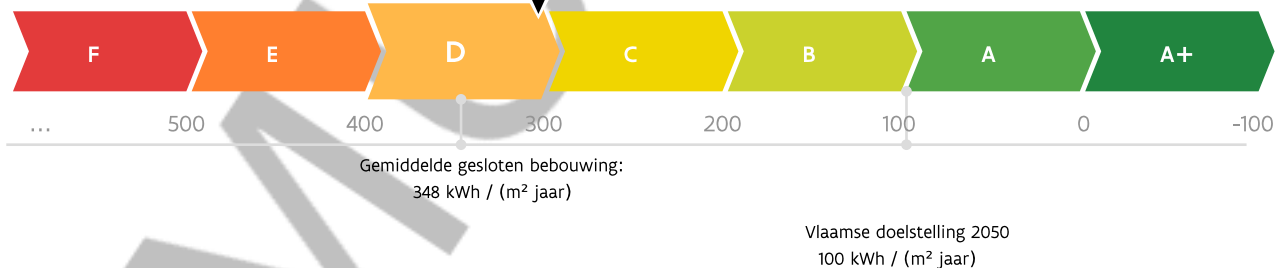 F E D C B A A+
... 500 400 300 200 100 0 -100
Gemiddelde gesloten bebouwing:
348 kWh / (m² jaar)
Vlaamse doelstelling 2050
100 kWh / (m² jaar)